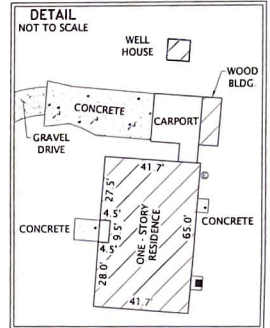 DETAIL
NOT TO SCALE
WELL
HOUSE
WOOD
BLDG.
CONCRETE
CARPORT
GRAVEL
DRIVE
41.7'
27.5'
4.5'
9.5'
4.5'
28.0'
ONE - STORY
RESIDENCE
65.0'
CONCRETE
CONCRETE
41.7'